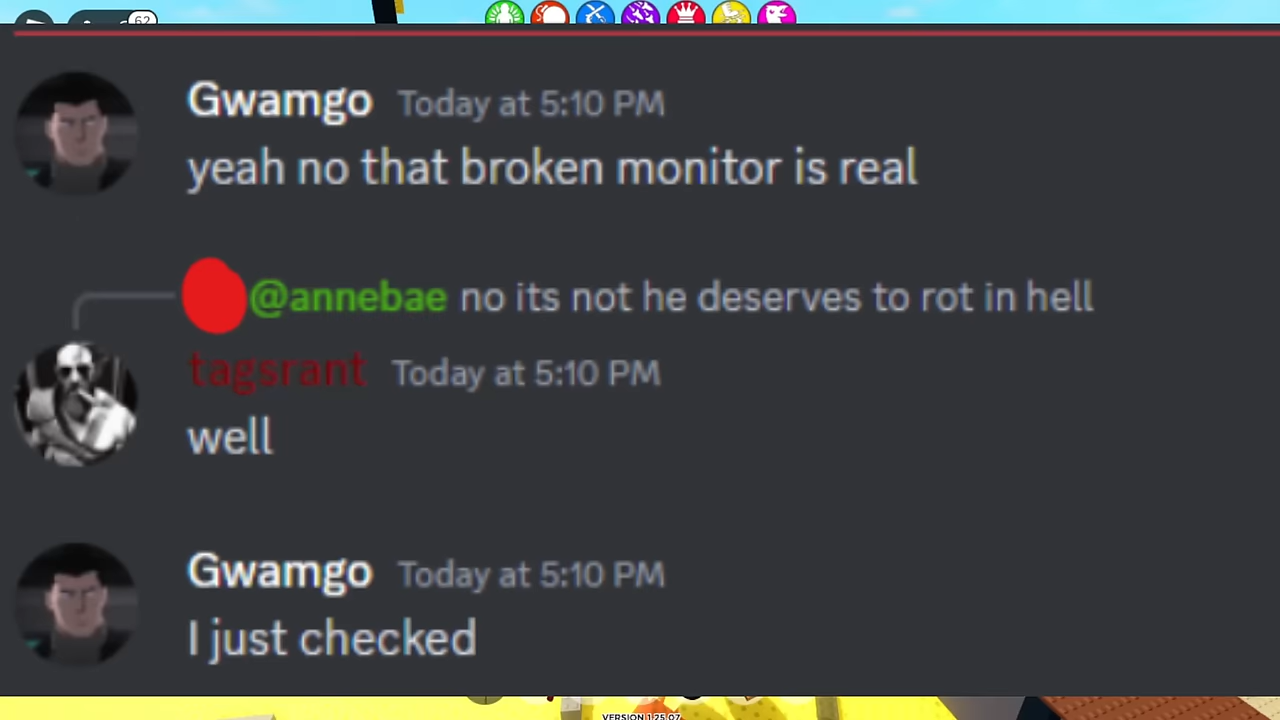 62
Gwamgo Today at 5:10 PM
yeah no that broken monitor is real
@annebae no its not he deserves to rot in hell
tagsrant Today at 5:10 PM
well
Gwamgo Today at 5:10 PM
I just checked
VERSION 1.25.07